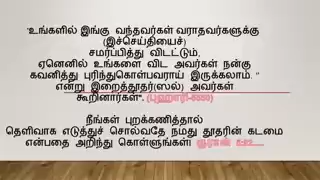 'உங்களில் இங்கு வந்தவர்கள் வராதவர்களுக்கு
(இச்செய்தியைச்)
சமர்ப்பித்து விடட்டும்.
ஏனெனில் உங்களை விட அவர்கள் நன்கு
கவனித்து புரிந்துகொள்பவராய் இருக்கலாம். "
என்று இறைத்தூதர்(ஸல்) அவர்கள்
கூறினார்கள்". (புஹாரி-5550)
நீங்கள் புறக்கணித்தால்
தெளிவாக எடுத்துச் சொல்வதே நமது தூதரின் கடமை
என்பதை அறிந்து கொள்ளுங்கள்! குரான்